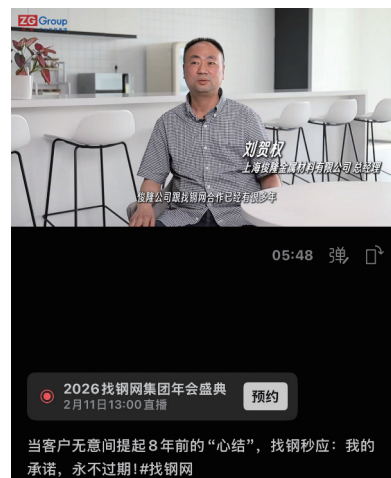 ZG Group
刘贺权
上海俊隆金属材料有限公司 总经理
俊隆公司跟找钢网合作已经有很多年
05:48 弹
2026找钢网集团年会盛典
2月11日13:00直播
预约
当客户无意间提起8年前的“心结”，找钢秒应：我的
承诺，永不过期!#找钢网